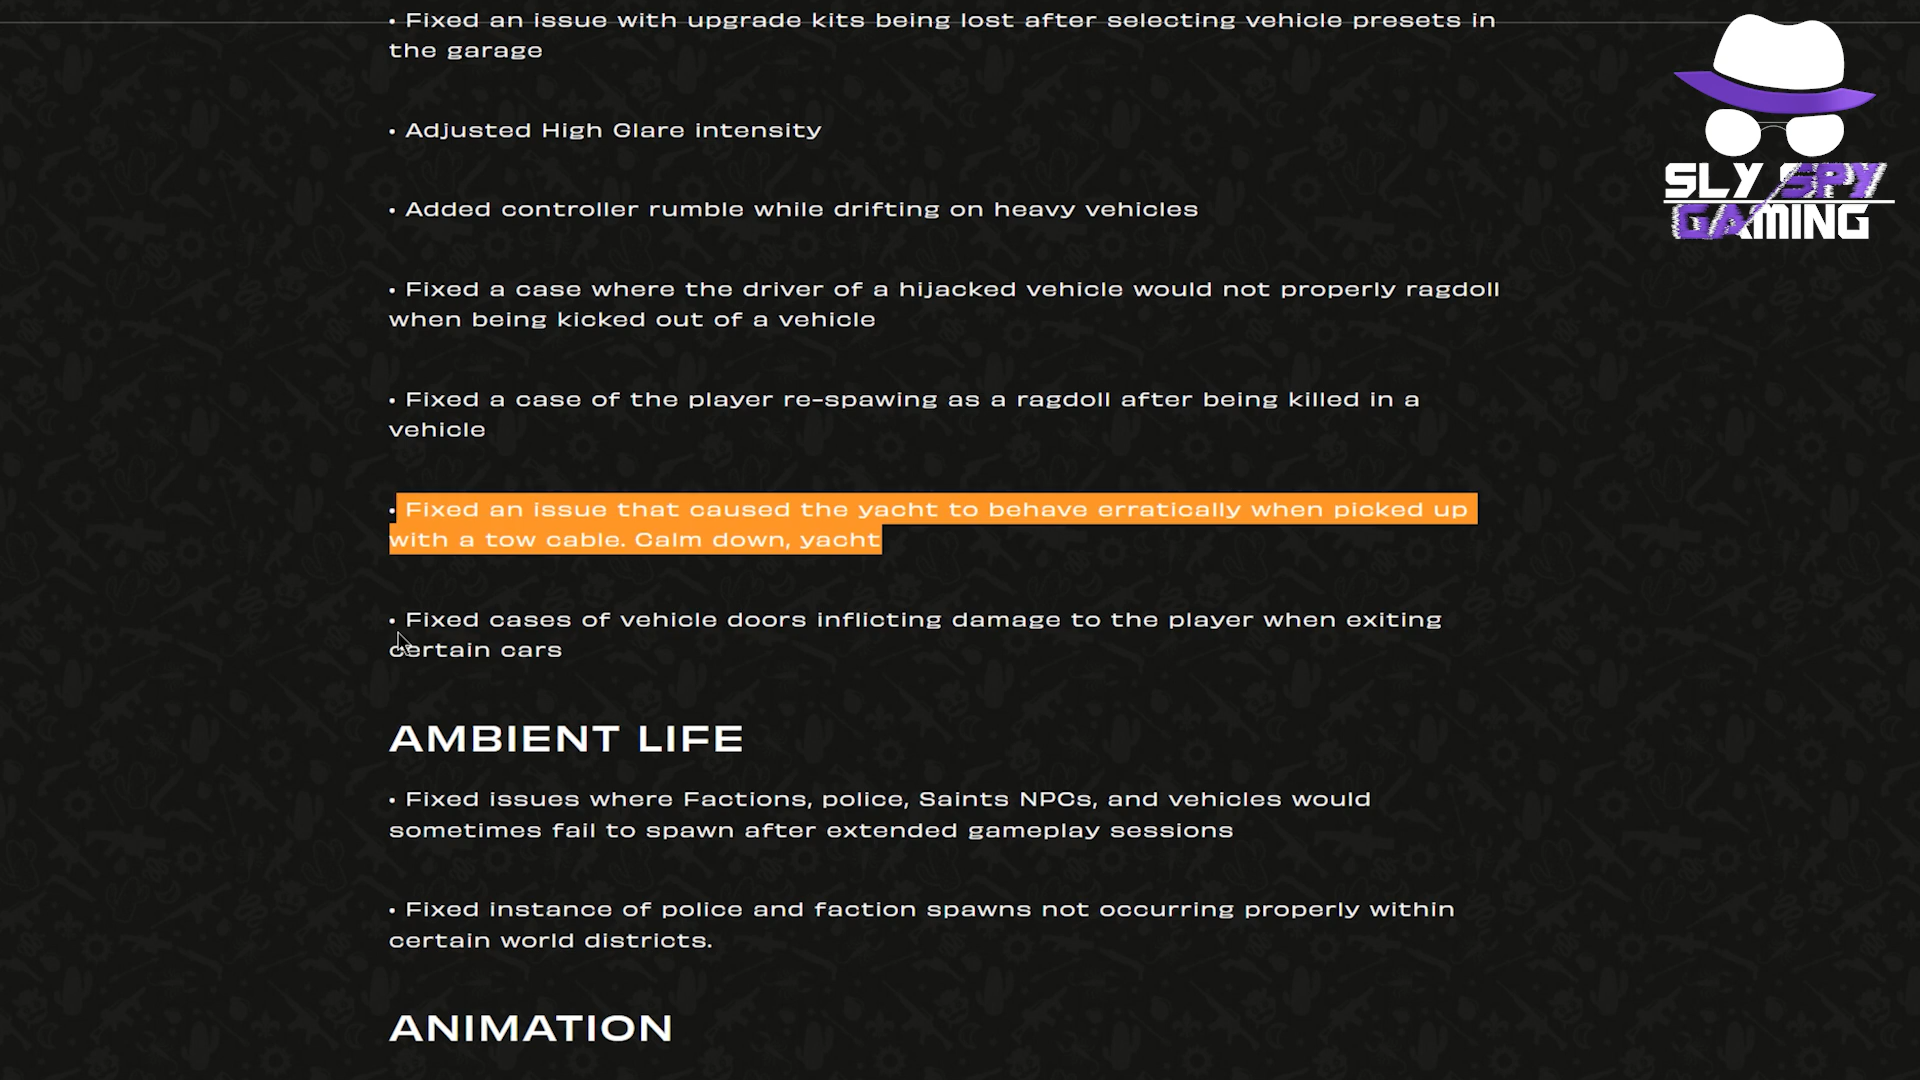 • Fixed an issue with upgrade kits being lost after selecting vehicle presets in
the garage
• Adjusted High Glare intensity
• Added controller rumble while drifting on heavy vehicles
• Fixed a case where the driver of a hijacked vehicle would not properly ragdoll
when being kicked out of a vehicle
• Fixed a case of the player re-spawing as a ragdoll after being killed in a
vehicle
• Fixed an issue that caused the yacht to behave erratically when picked up
with a tow cable. Calm down, yacht
• Fixed cases of vehicle doors inflicting damage to the player when exiting
certain cars
AMBIENT LIFE
• Fixed issues where Factions, police, Saints NPCs, and vehicles would
sometimes fail to spawn after extended gameplay sessions
• Fixed instance of police and faction spawns not occurring properly within
certain world districts.
ANIMATION
SLY SPY
GAMING